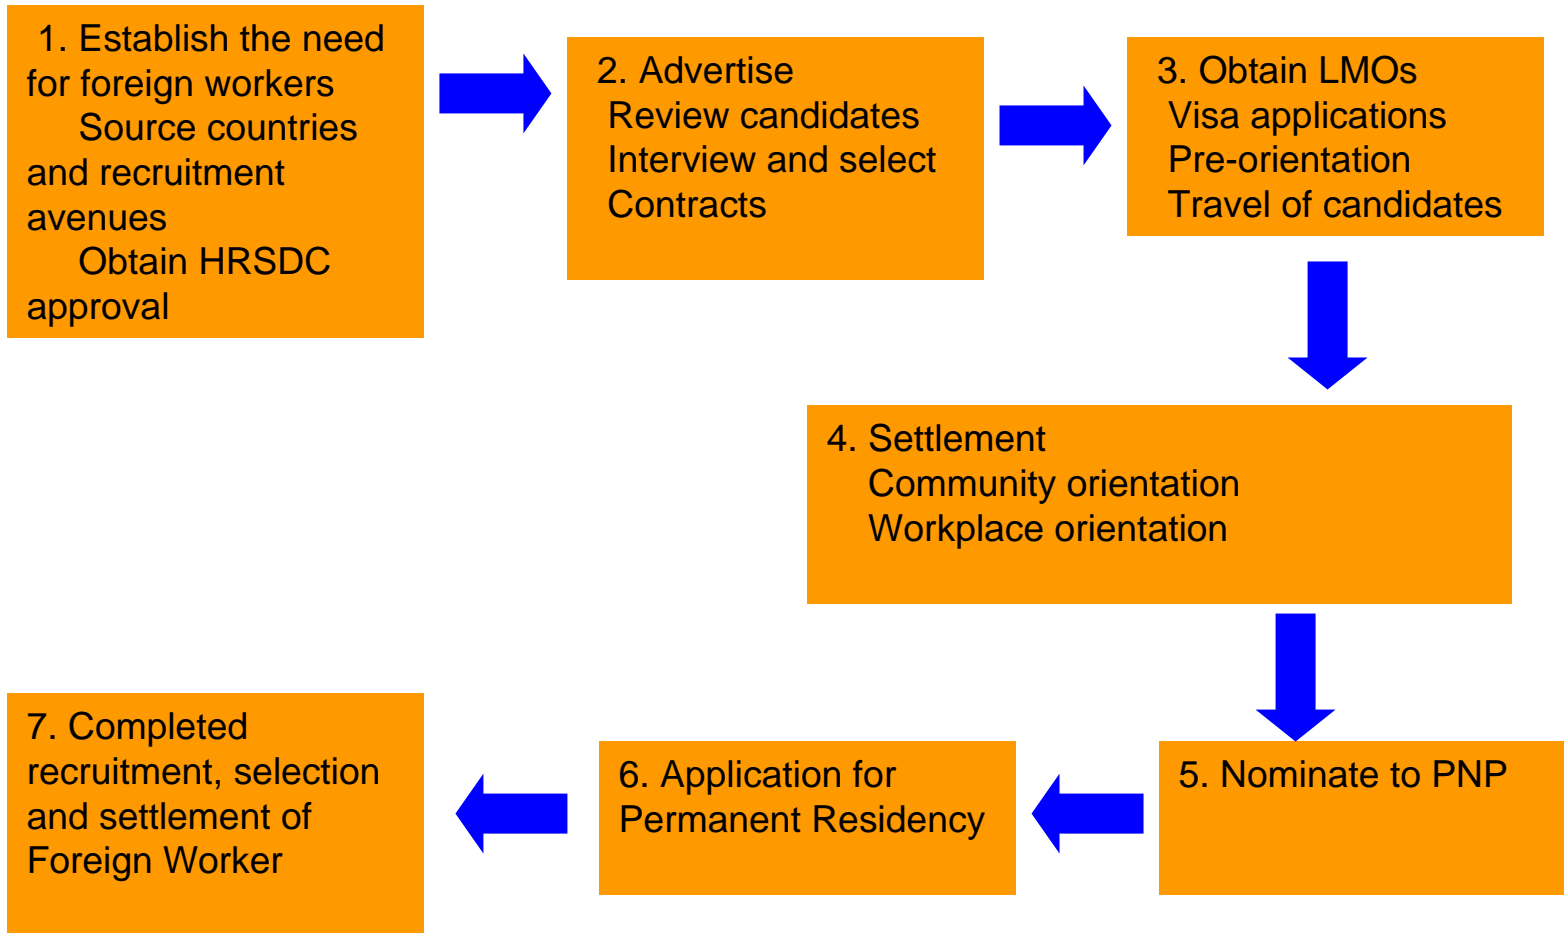 1. Establish the need
for foreign workers
Source countries
and recruitment
avenues
Obtain HRSDC
approval
2. Advertise
Review candidates
Interview and select
Contracts
3. Obtain LMOs
Visa applications
Pre-orientation
Travel of candidates
4. Settlement
Community orientation
Workplace orientation
5. Nominate to PNP
6. Application for
Permanent Residency
7. Completed
recruitment, selection
and settlement of
Foreign Worker